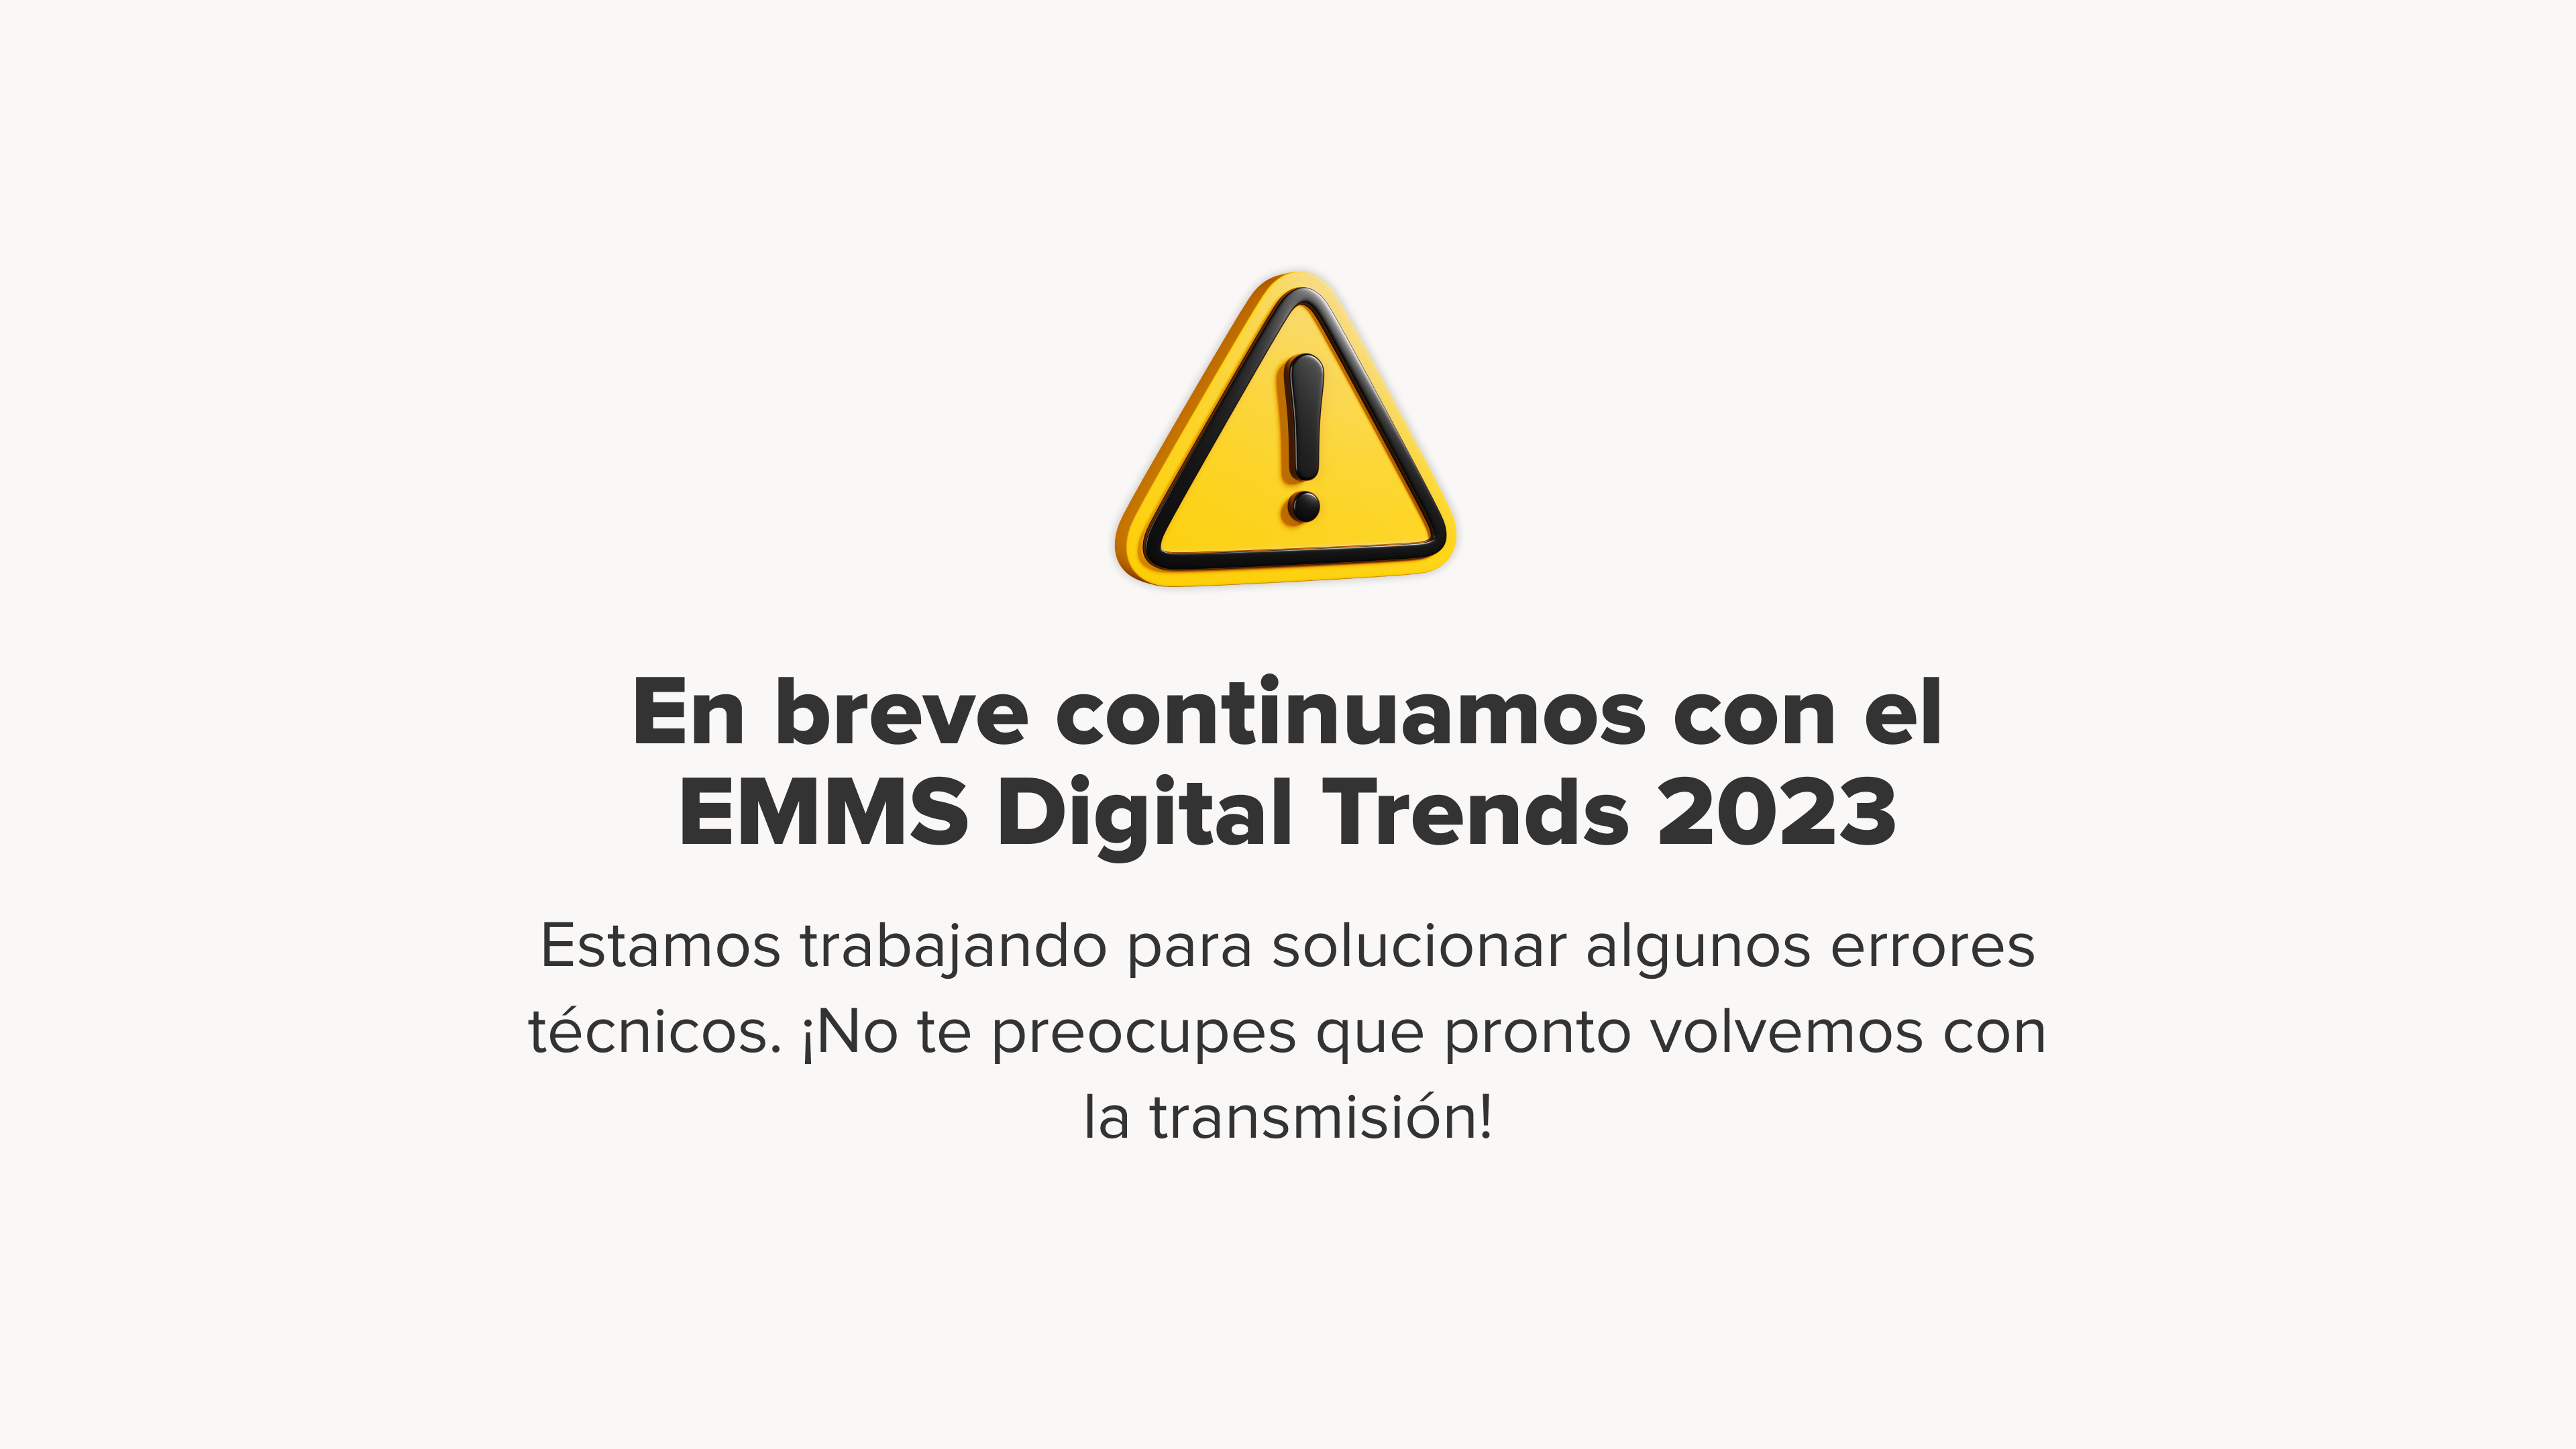 En breve continuamos con el
EMMS Digital Trends 2023
Estamos trabajando para solucionar algunos errores
técnicos. ¡No te preocupes que pronto volvemos con
la transmisión!